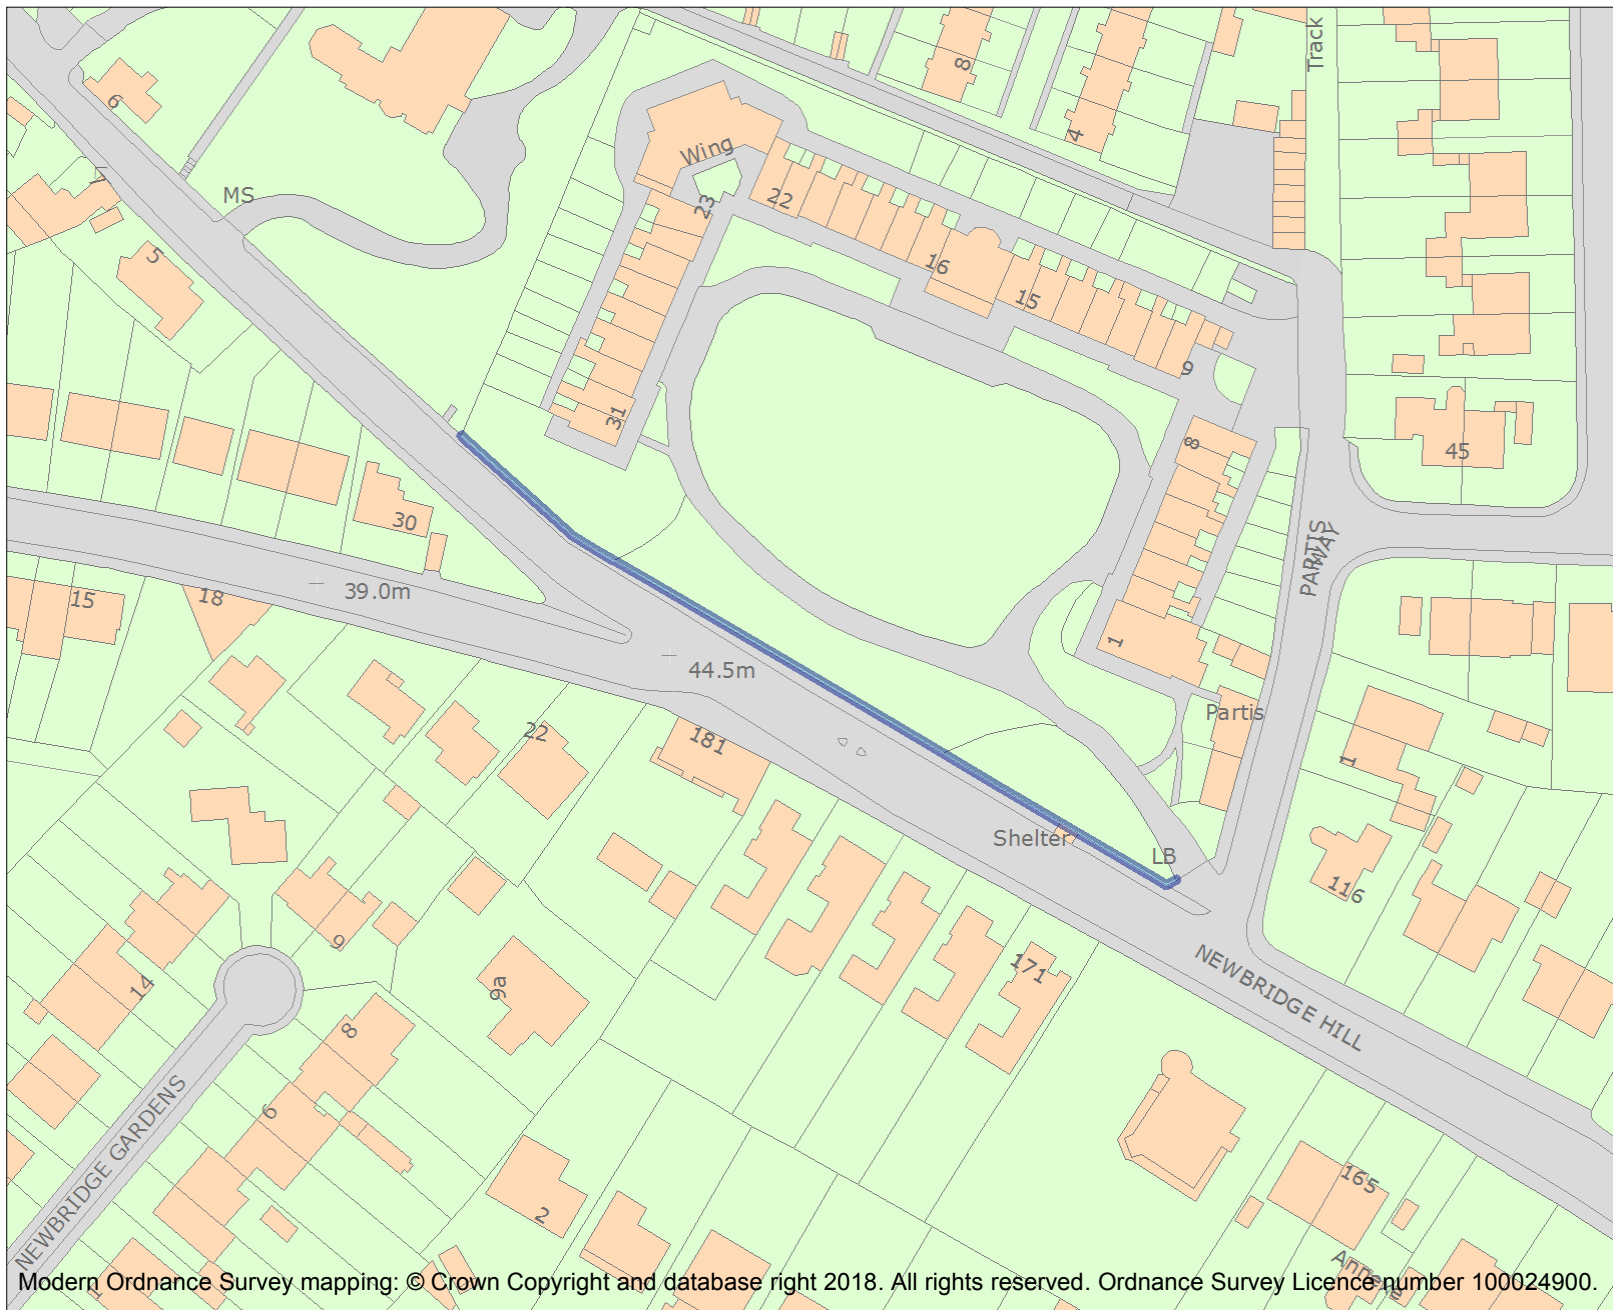 Track
8
4
6
Wing
7
MS
22
23
5
16
15
9
31
8
45
30
PARTIS
WAY
39.0m
15
18
1
44.5m
Partis
22
181
1
Shelter
LB
116
9
171
14
9a
NEWBRIDGE HILL
8
6
NEWBRIDGE GARDENS
165
2
Annexe
1
Modern Ordnance Survey mapping: © Crown Copyright and database right 2018. All rights reserved. Ordnance Survey Licence number 100024900.